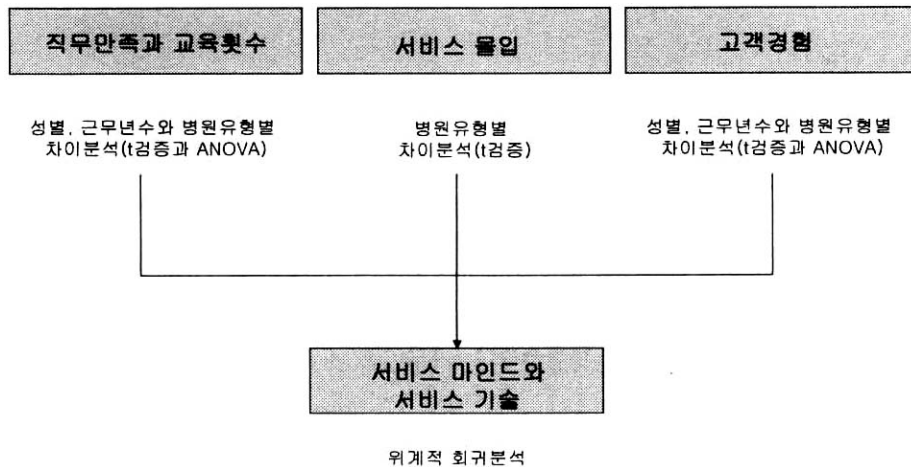 직무만족과 교육횟수
서비스 몰입
고객경험
성별, 근무년수와 병원유형별
차이분석(t검증과 ANOVA)
병원유형별
차이분석(t검증)
성별, 근무년수와 병원유형별
차이분석(t검증과 ANOVA)
서비스 마인드와
서비스 기술
위계적 회귀분석